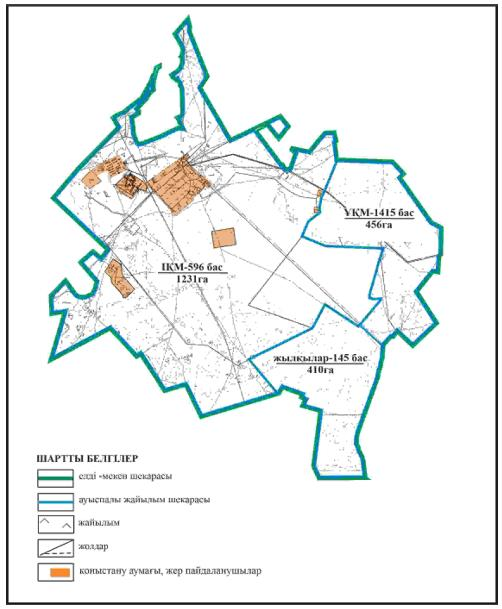 ҰҚМ-1415 бас
456га
ІҚМ-596 бас
1231га
жылқылар-145 бас
410га
ШАРТТЫ БЕЛГІЛЕР
елді -мекен шекарасы
ауыспалы жайылым шекарасы
жайылым
жолдар
қоныстану аумағы, жер пайдаланушылар